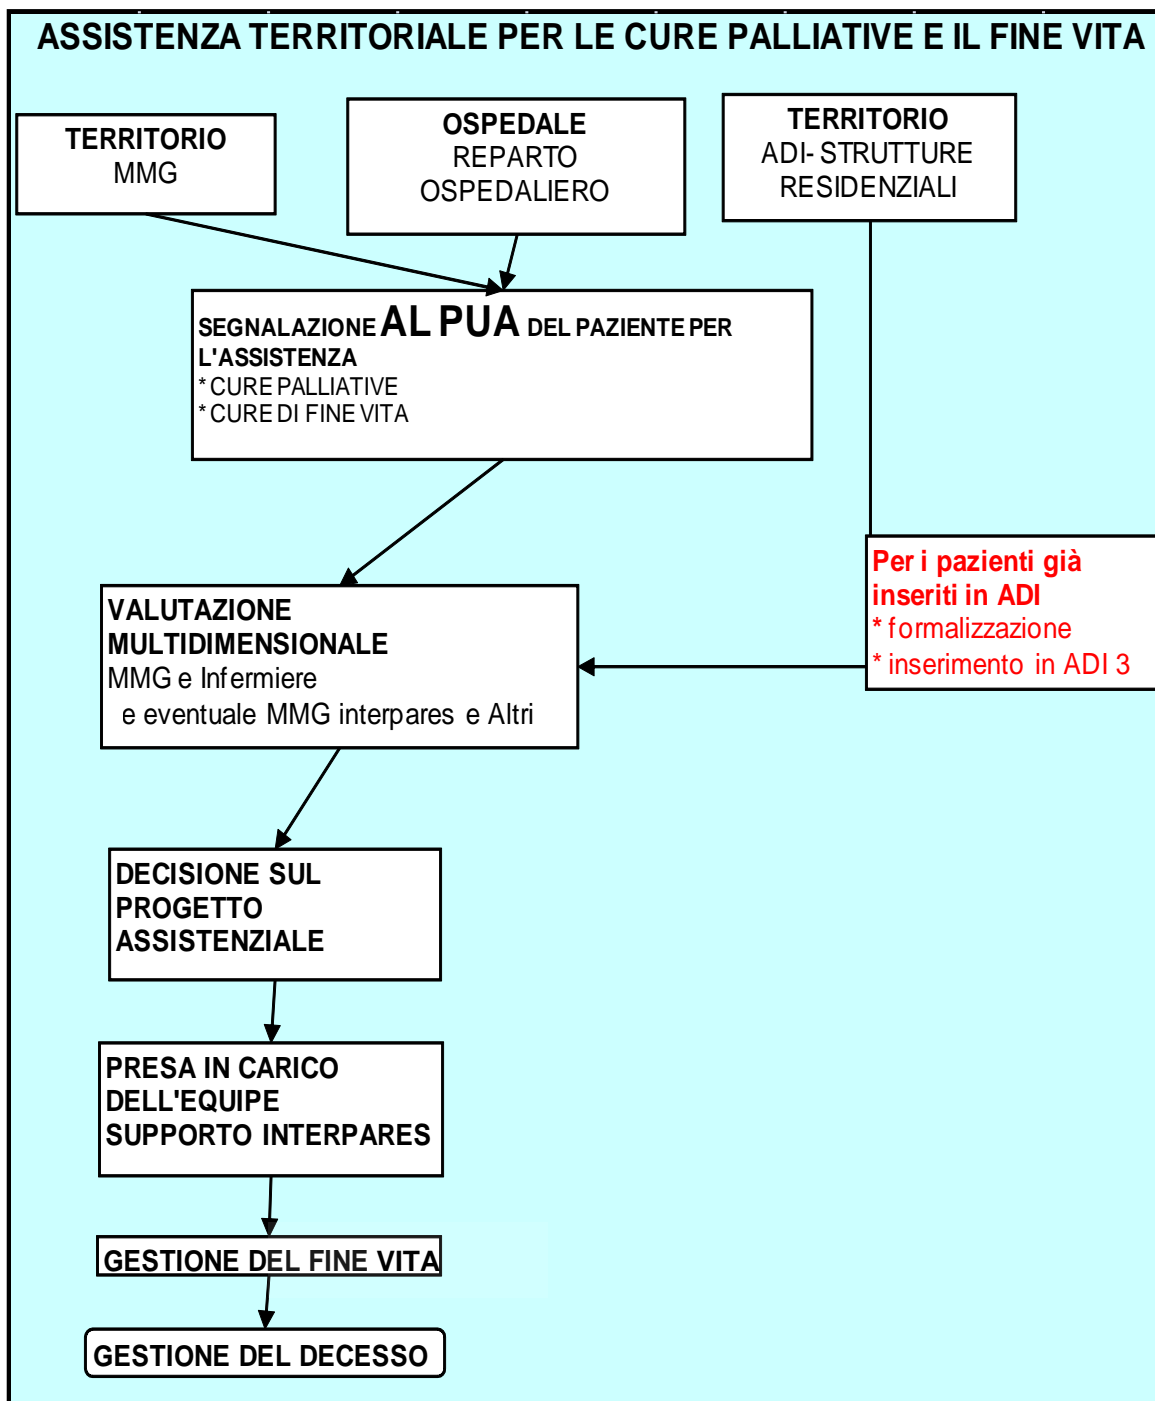 ASSISTENZA TERRITORIALE PER LE CURE PALLIATIVE E IL FINE VITA
TERRITORIO
MMG
OSPEDALE
REPARTO
OSPEDALIERO
TERRITORIO
ADI- STRUTTURE
RESIDENZIALI
SEGNALAZIONE AL PUA DEL PAZIENTE PER
L'ASSISTENZA
* CURE PALLIATIVE
* CURE DI FINE VITA
Per i pazienti già
inseriti in ADI
* formalizzazione
* inserimento in ADI 3
VALUTAZIONE
MULTIDIMENSIONALE
MMG e Infermiere
e eventuale MMG interpares e Altri
DECISIONE SUL
PROGETTO
ASSISTENZIALE
PRESA IN CARICO
DELL'EQUIPE
SUPPORTO INTERPARES
GESTIONE DEL FINE VITA
GESTIONE DEL DECESSO